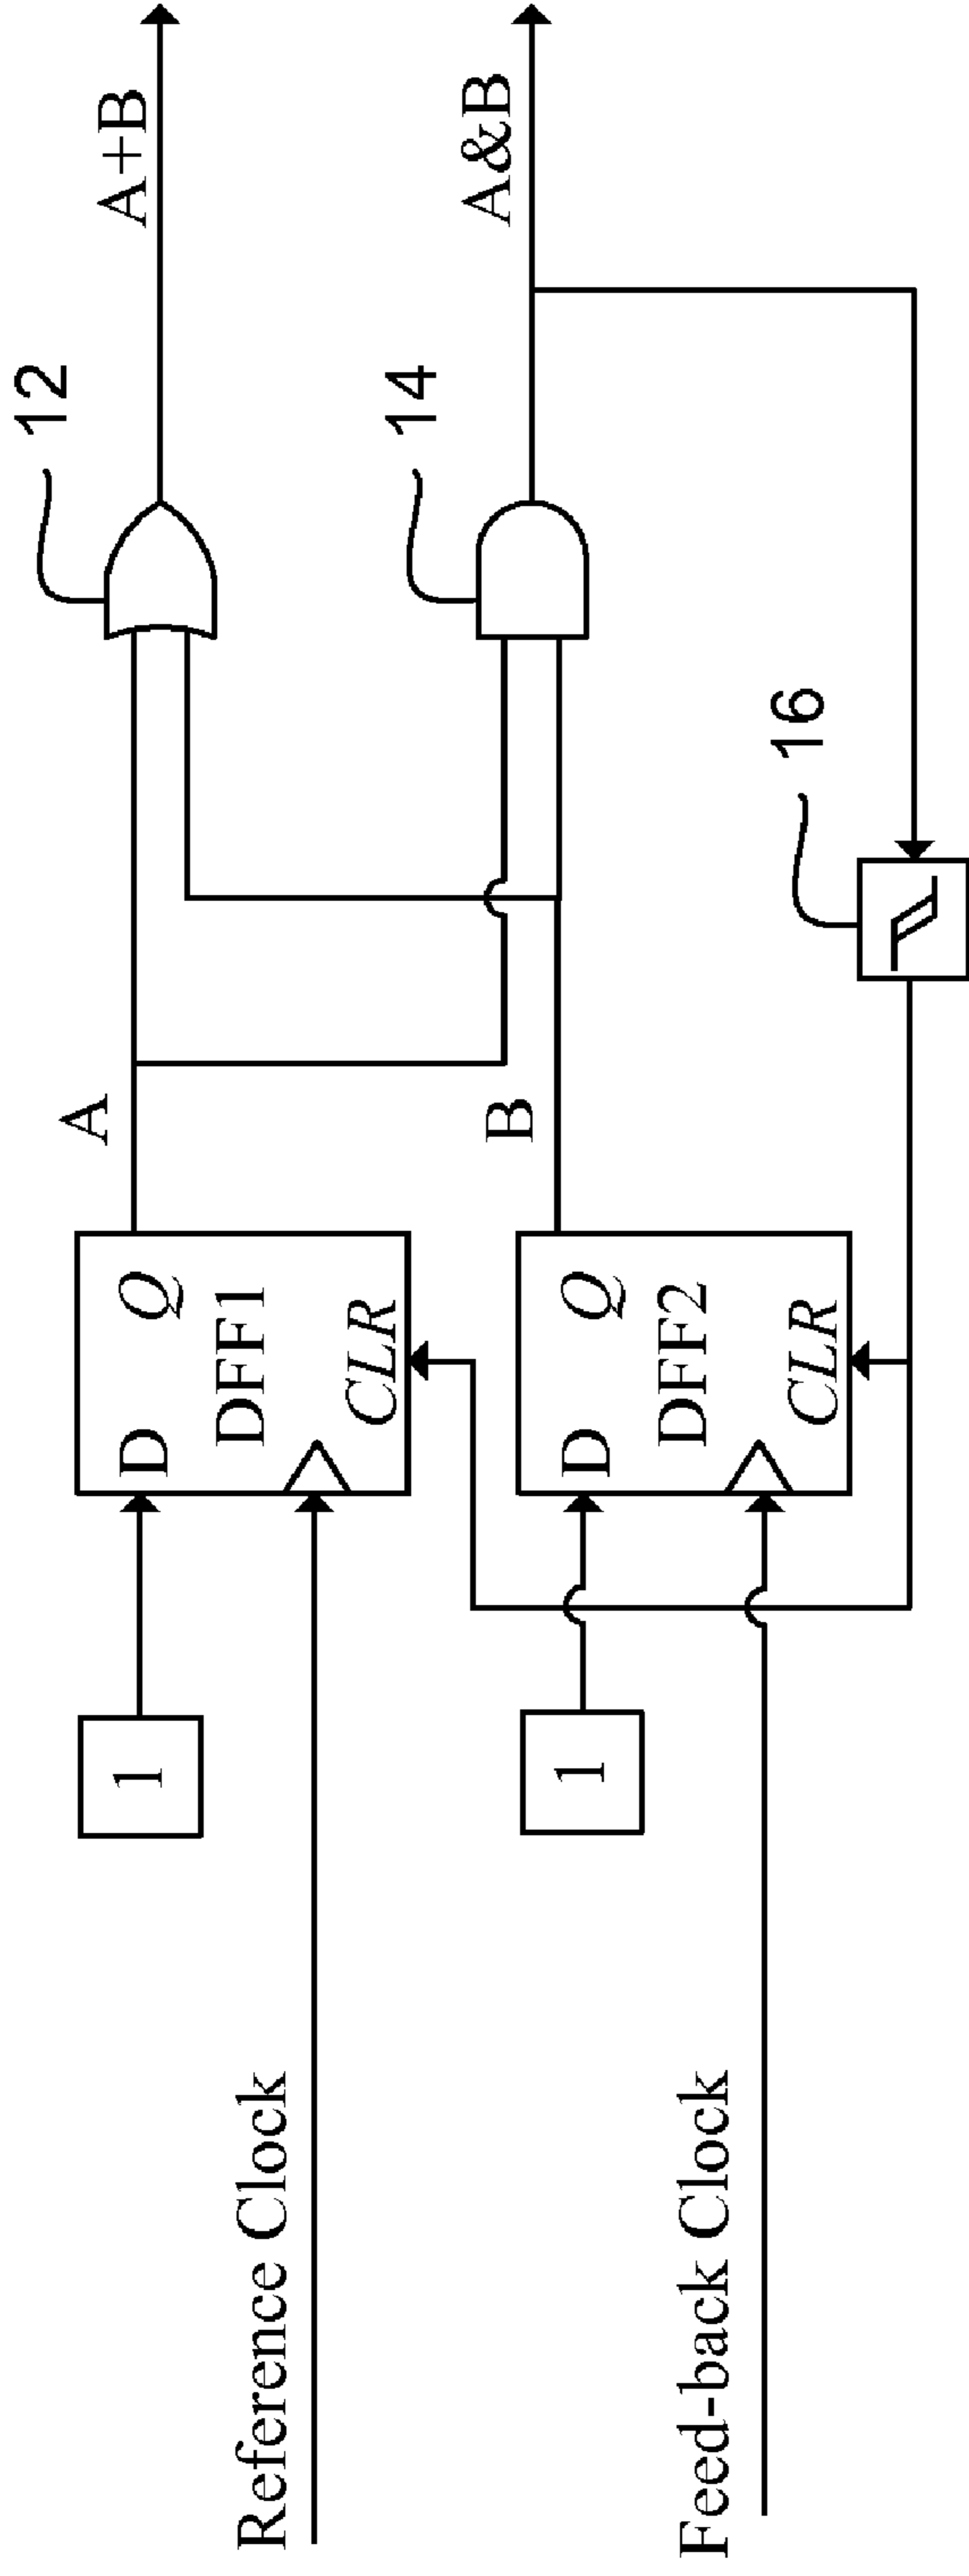 Reference Clock
1
D
Q
DFF1
CLR
A
12
A+B
Feed-back Clock
1
D
Q
DFF2
CLR
B
14
A&B
16